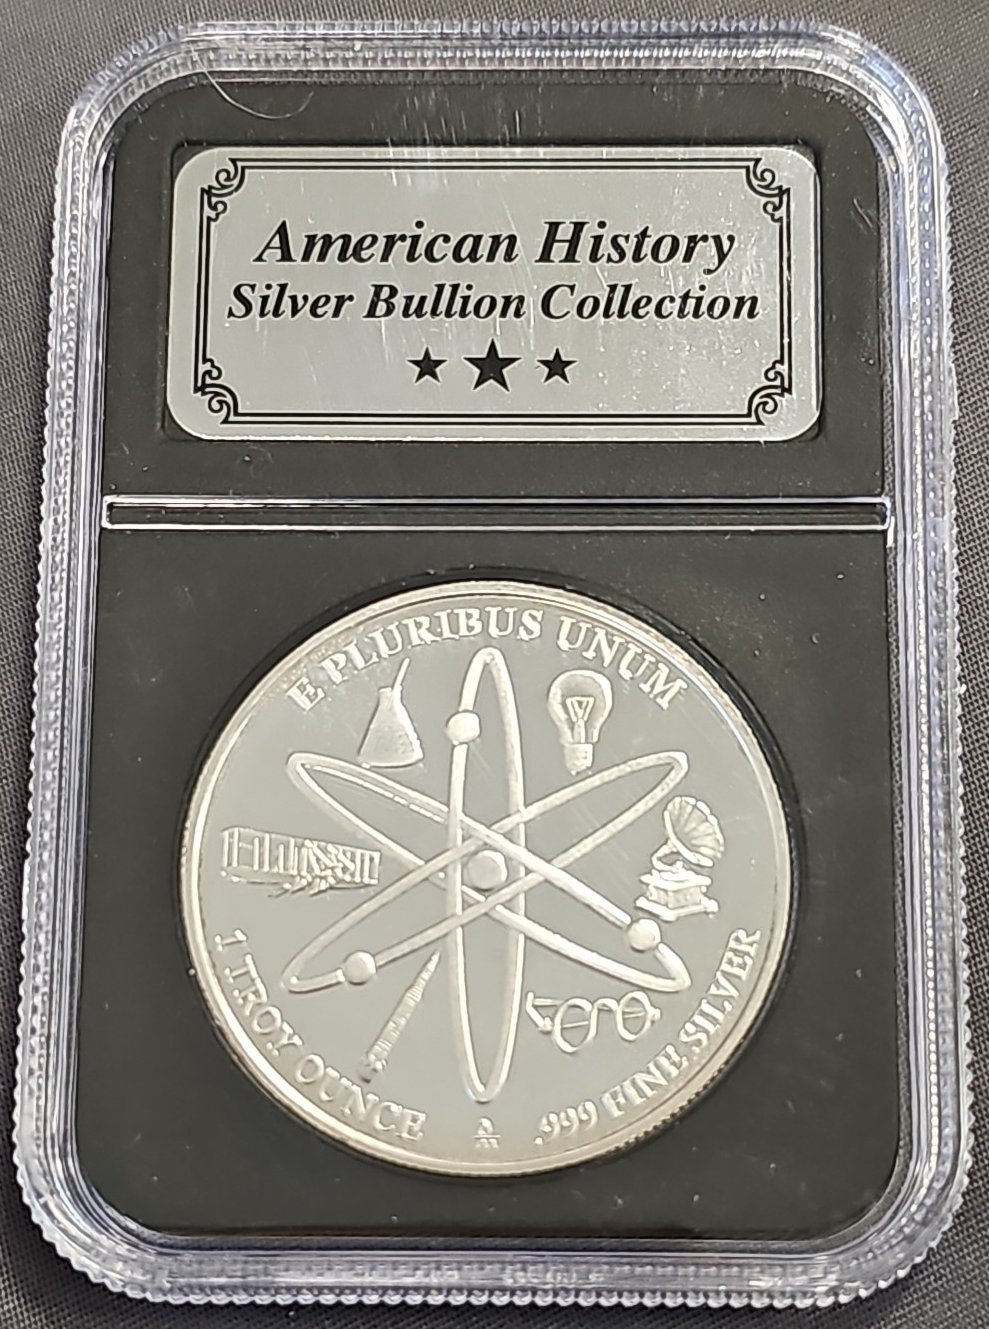 American History
Silver Bullion Collection
E PLURIBUS UNUM
1 TROY OUNCE
.999 FINE SILVER